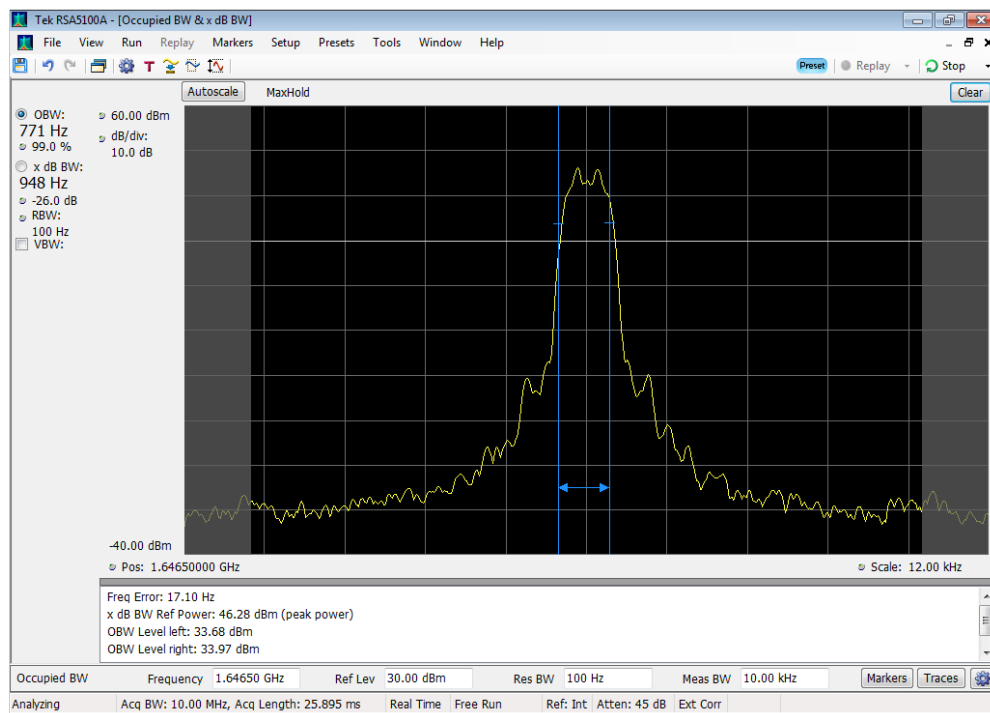 Tek RSA5100A - [Occupied BW & x dB BW]
File View Run Replay Markers Setup Presets Tools Window Help
T Preset Replay Stop
Autoscale MaxHold Clear
OBW:
771 Hz
99.0 %
x dB BW:
948 Hz
-26.0 dB
RBW:
100 Hz
VBW:
60.00 dBm
dB/div:
10.0 dB
-40.00 dBm
Pos: 1.64650000 GHz Scale: 12.00 kHz
Freq Error: 17.10 Hz
x dB BW Ref Power: 46.28 dBm (peak power)
OBW Level left: 33.68 dBm
OBW Level right: 33.97 dBm
Occupied BW Frequency 1.64650 GHz Ref Lev 30.00 dBm Res BW 100 Hz Meas BW 10.00 kHz Markers Traces
Analyzing Acq BW: 10.00 MHz, Acq Length: 25.895 ms Real Time Free Run Ref: Int Atten: 45 dB Ext Corr